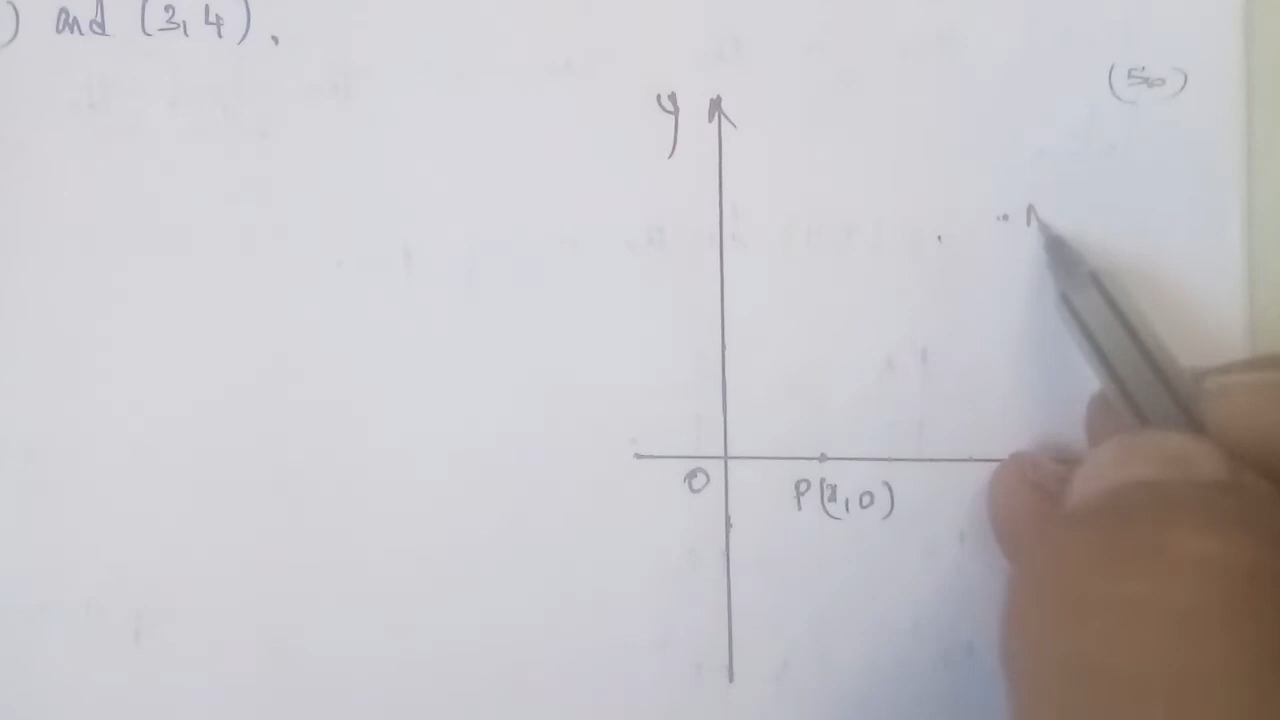 ) and (3,4).
(50)
y
O
P(x,0)